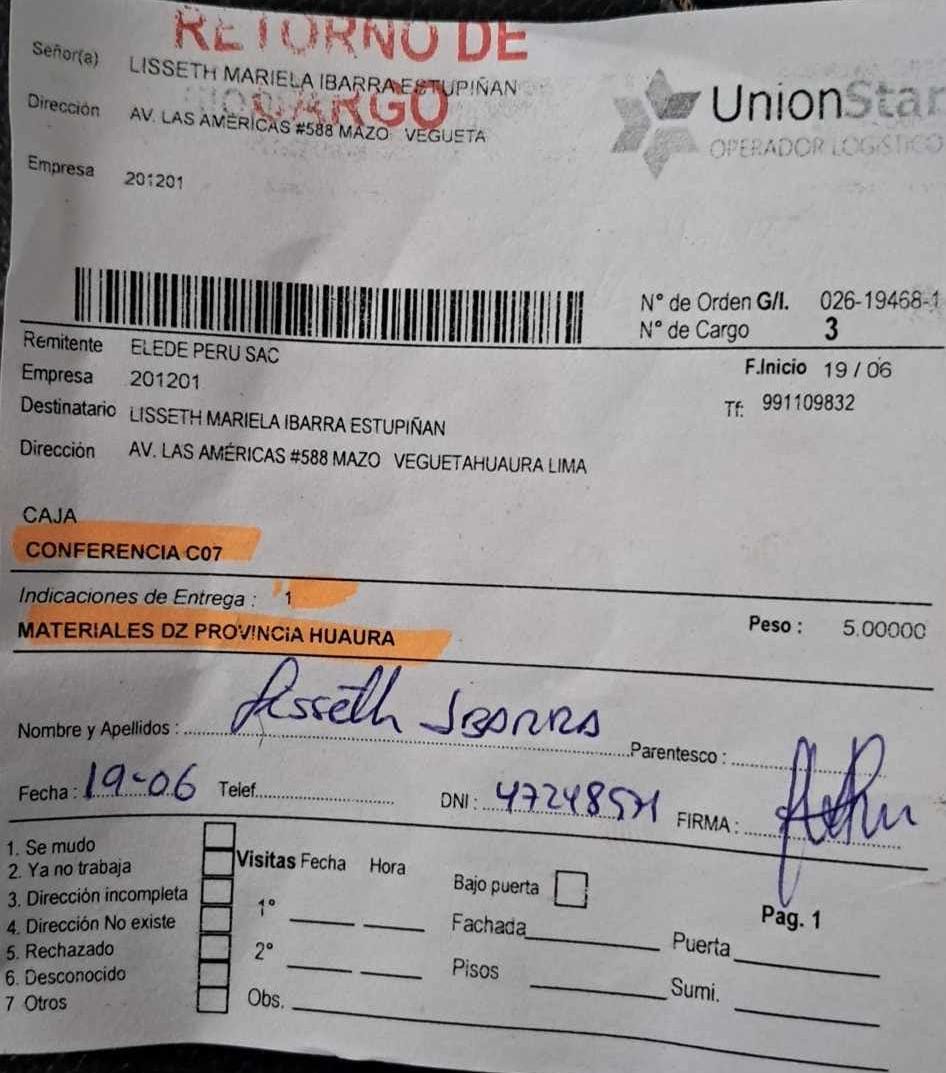 RETORNO DE
CARGO
Señor(a) LISSETH MARIELA IBARRA ESTUPIÑAN
Dirección AV. LAS AMÉRICAS #588 MAZO VEGUETA
Empresa 201201
UnionStar
OPERADOR LOGISTICO
N° de Orden G/I. 026-19468-1
N° de Cargo 3
Remitente ELEDE PERU SAC
F.Inicio 19 / 06
Empresa 201201
Tf: 991109832
Destinatario LISSETH MARIELA IBARRA ESTUPIÑAN
Dirección AV. LAS AMÉRICAS #588 MAZO VEGUETAHUAURA LIMA
CAJA
CONFERENCIA C07
Indicaciones de Entrega : 1
Peso : 5.00000
MATERIALES DZ PROVINCIA HUAURA
Nombre y Apellidos : Lisseth IBARRA Parentesco :
Fecha : 19-06 Telef. DNI : 47248571 FIRMA :
1. Se mudo
2. Ya no trabaja
3. Dirección incompleta
4. Dirección No existe
5. Rechazado
6. Desconocido
7 Otros
Visitas Fecha Hora
1°
2°
Obs.
Bajo puerta
Fachada
Pisos
Pag. 1
Puerta
Sumi.